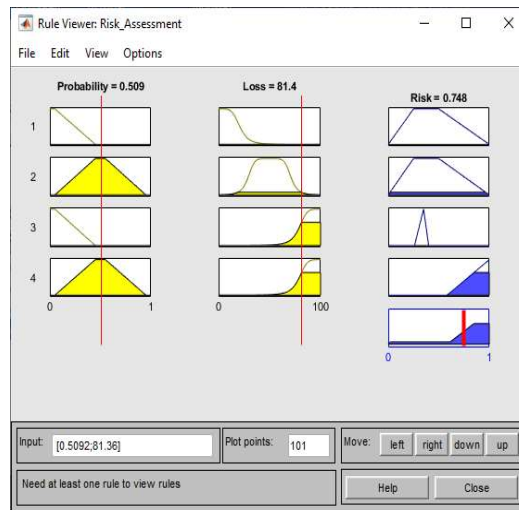 Rule Viewer: Risk_Assessment
File Edit View Options
Probability = 0.509 Loss = 81.4 Risk = 0.748
1
2
3
4
0 1 0 100
0 1
Input: [0.5092;81.36] Plot points: 101 Move: left right down up
Need at least one rule to view rules Help Close